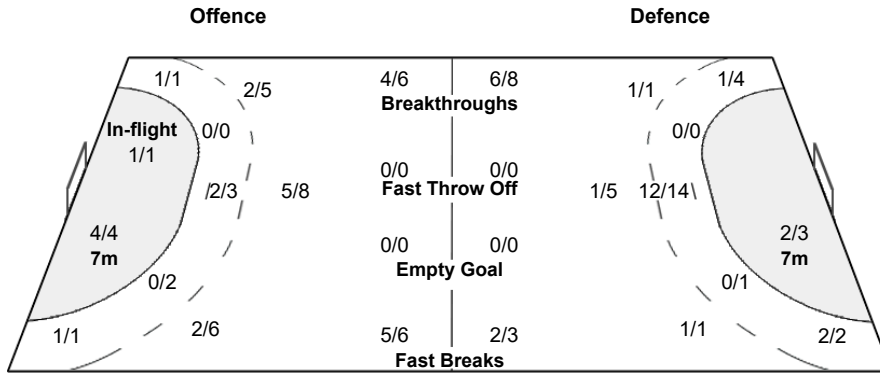 Offence Defence
1/1 2/5 4/6 6/8 1/1 1/4
Breakthroughs
In-flight 0/0 0/0
1/1
0/0 0/0
2/3 5/8 Fast Throw Off 1/5 12/14
4/4 0/0 0/0 2/3
7m Empty Goal 7m
0/2 0/1
1/1 2/6 5/6 2/3 1/1 2/2
Fast Breaks